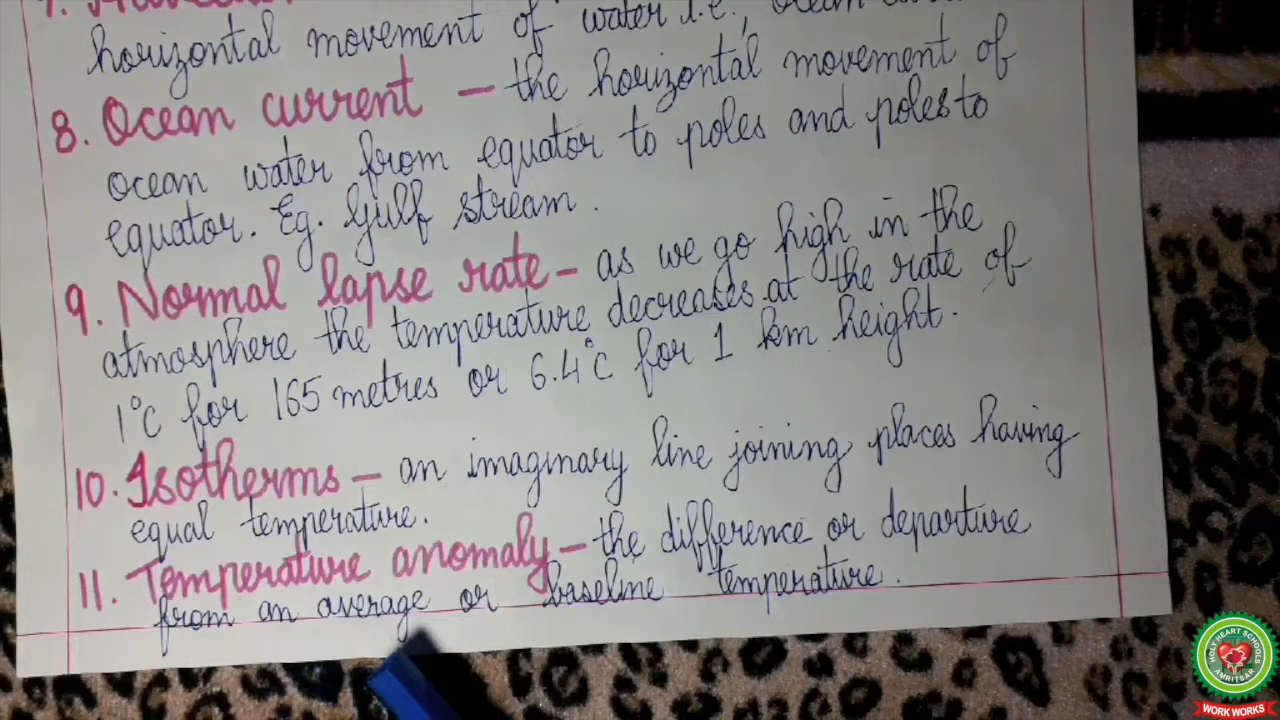 7.
horizontal movement of water i.e., ocean
8. Ocean current - the horizontal movement of
ocean water from equator to poles and poles to
equator. Eg. Gulf stream.
9. Normal lapse rate - as we go high in the
atmosphere the temperature decreases at the rate of
1°C for 165 metres or 6.4°C for 1 km height.
10. Isotherms - an imaginary line joining places having
equal temperature.
11. Temperature anomaly - the difference or departure
from an average or baseline temperature.
HOLY HEART SCHOOLS
AMRITSAR
WORK WORKS